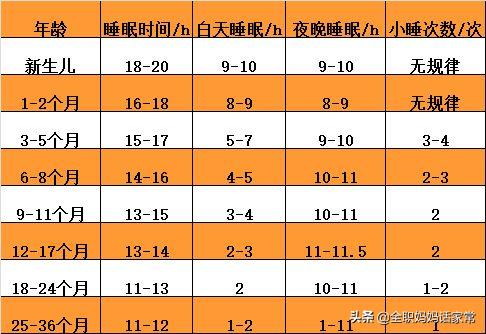 年龄 睡眠时间/h 白天睡眠/h 夜晚睡眠/h 小睡次数/次
新生儿 18-20 9-10 9-10 无规律
1-2个月 16-18 8-9 8-9 无规律
3-5个月 15-17 5-7 9-10 3-4
6-8个月 14-16 4-5 10-11 2-3
9-11个月 13-15 3-4 10-11 2
12-17个月 13-14 2-3 11-11.5 2
18-24个月 11-13 2 10-11 1-2
25-36个月 11-12 1-2 1-11 1
头条 @全职妈妈话家常